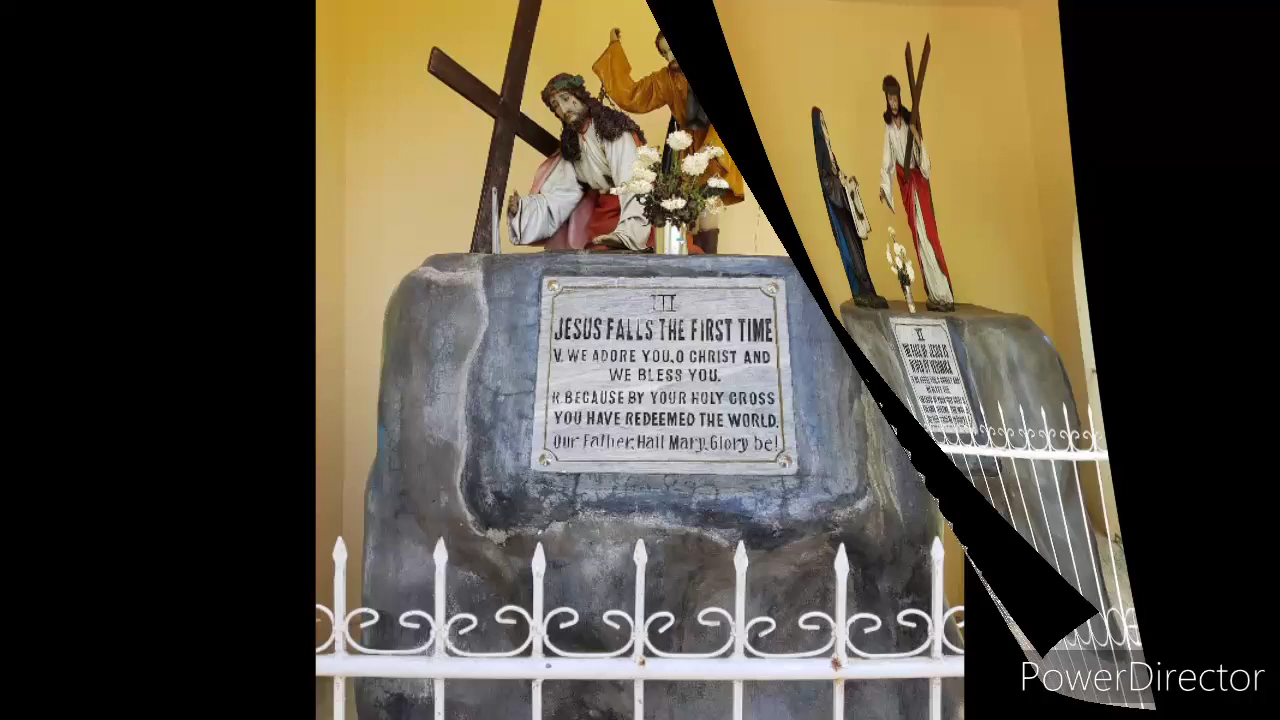 III
JESUS FALLS THE FIRST TIME
V. WE ADORE YOU,O CHRIST AND
WE BLESS YOU.
R.BECAUSE BY YOUR HOLY CROSS
YOU HAVE REDEEMED THE WORLD.
Our Father,Hail Mary,Glory be!
II
PowerDirector